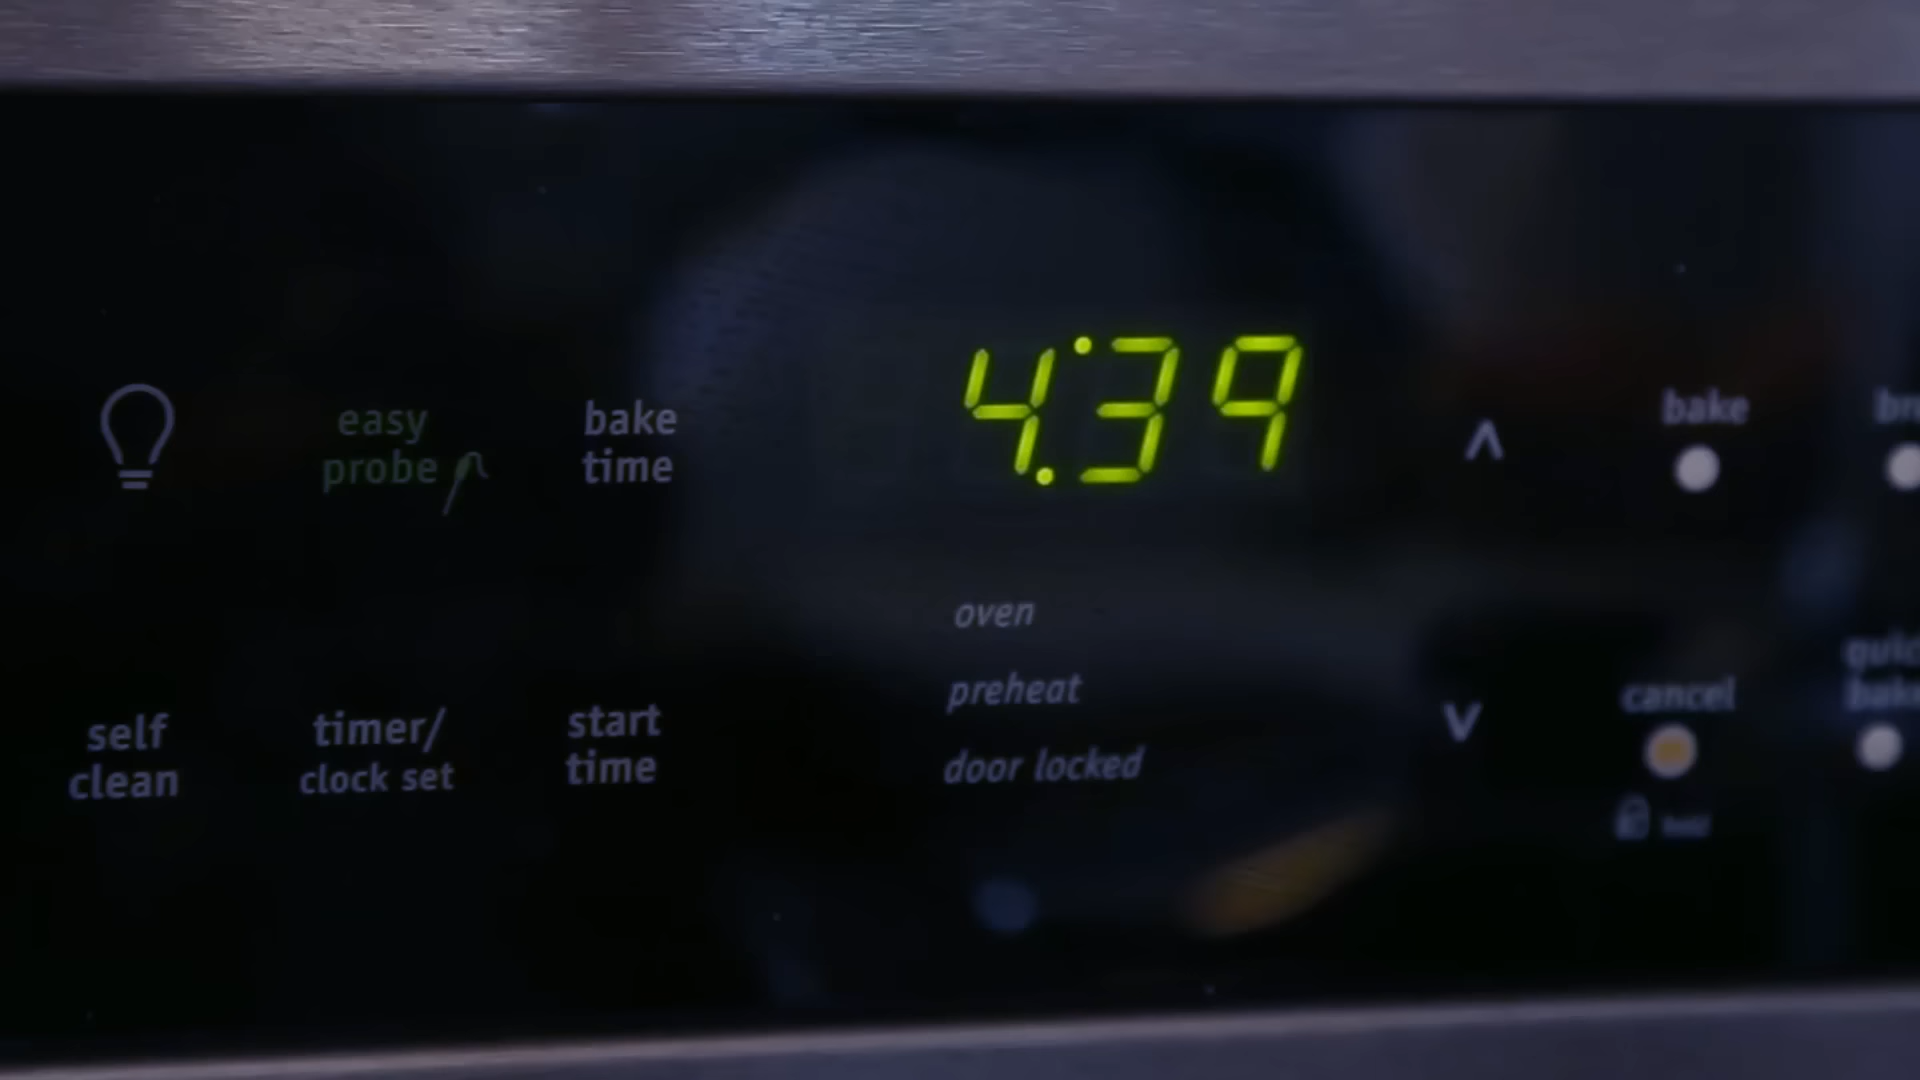 4:39
easy
probe
bake
time
bake
oven
preheat
door locked
self
clean
timer/
clock set
start
time
cancel
hold